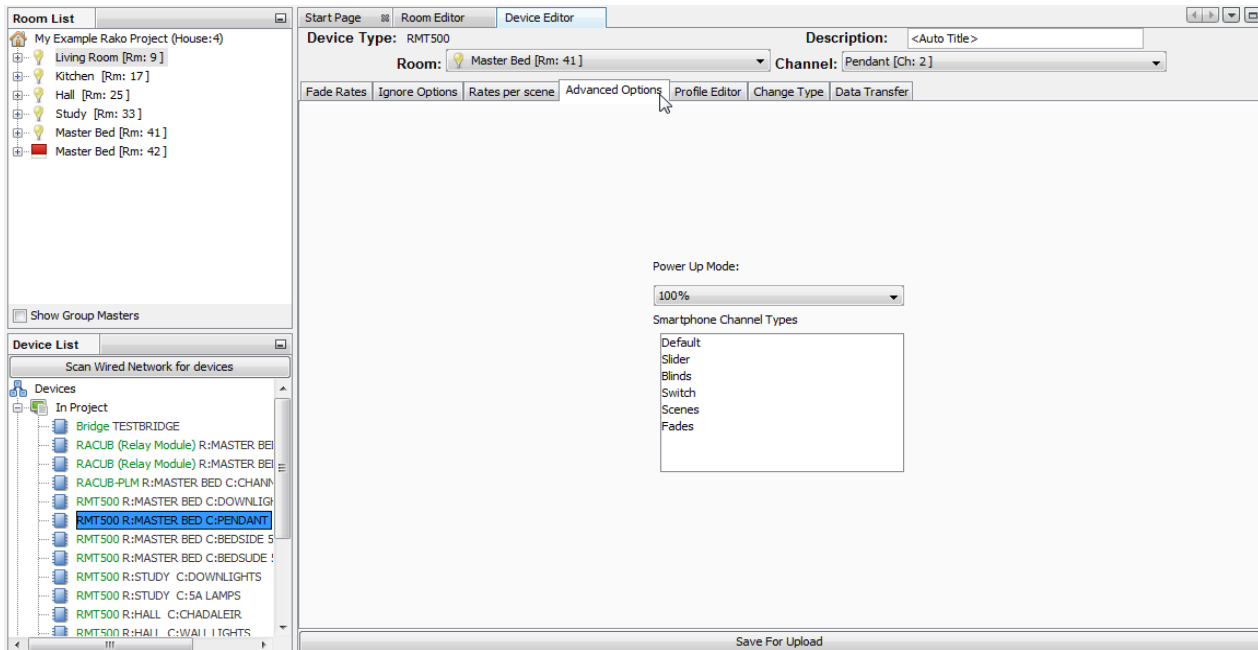 Room List
My Example Rako Project (House:4)
Living Room [Rm: 9 ]
Kitchen [Rm: 17 ]
Hall [Rm: 25 ]
Study [Rm: 33 ]
Master Bed [Rm: 41 ]
Master Bed [Rm: 42 ]
Show Group Masters
Device List
Scan Wired Network for devices
Devices
In Project
Bridge TESTBRIDGE
RACUB (Relay Module) R:MASTER BE
RACUB (Relay Module) R:MASTER BE
RACUB-PLM R:MASTER BED C:CHANN
RMT500 R:MASTER BED C:DOWNLIGH
RMT500 R:MASTER BED C:PENDANT
RMT500 R:MASTER BED C:BEDSIDE 5
RMT500 R:MASTER BED C:BEDSUDE 5
RMT500 R:STUDY C:DOWNLIGHTS
RMT500 R:STUDY C:5A LAMPS
RMT500 R:HALL C:CHADALEIR
RMT500 R:HALL C:WALL LIGHTS
Start Page Room Editor Device Editor
Device Type: RMT500 Description: <Auto Title>
Room: Master Bed [Rm: 41 ] Channel: Pendant [Ch: 2 ]
Fade Rates Ignore Options Rates per scene Advanced Options Profile Editor Change Type Data Transfer
Power Up Mode:
100%
Smartphone Channel Types
Default
Slider
Blinds
Switch
Scenes
Fades
Save For Upload